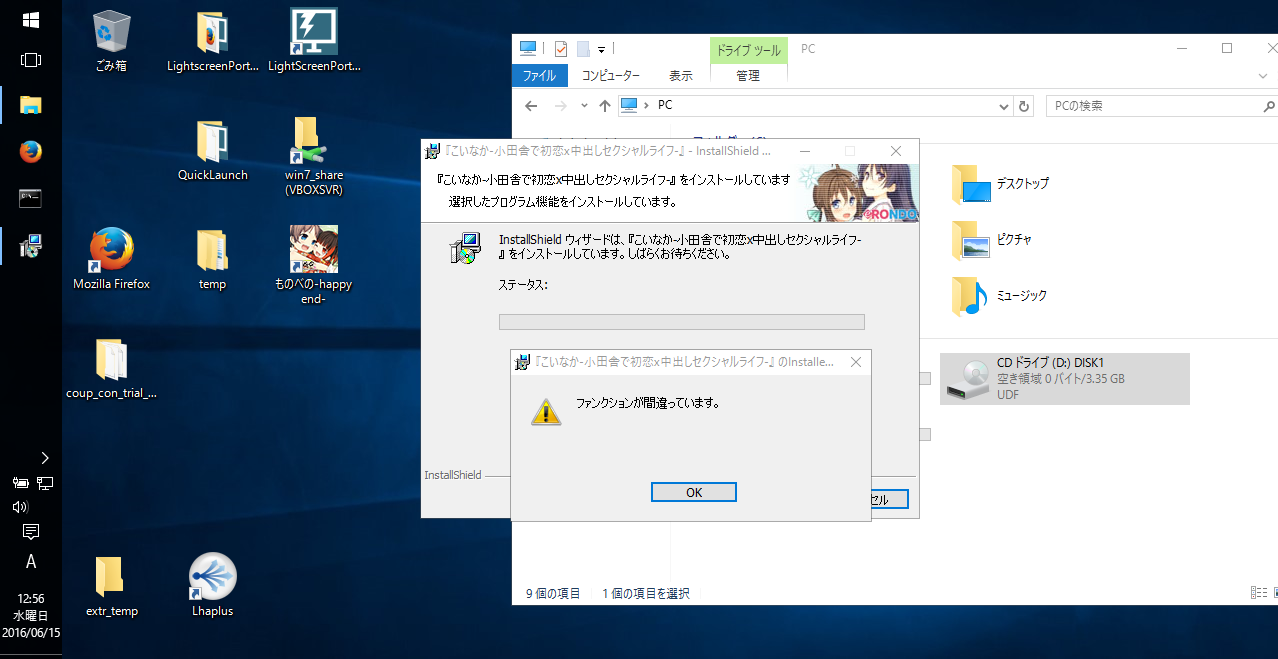 ごみ箱
LightscreenPort...
LightScreenPort...
QuickLaunch
win7_share
(VBOXSVR)
Mozilla Firefox
temp
ものべの-happy
end-
coup_con_trial_...
extr_temp
Lhaplus
A
12:56
水曜日
2016/06/15
ドライブ ツール
PC
ファイル
コンピューター
表示
管理
PC
PCの検索
デスクトップ
ピクチャ
ミュージック
CD ドライブ (D:) DISK1
空き領域 0 バイト/3.35 GB
UDF
9 個の項目
1 個の項目を選択
『こいなか-小田舎で初恋x中出しセクシャルライフ-』 - InstallShield ...
『こいなか-小田舎で初恋x中出しセクシャルライフ-』 をインストールしています
選択したプログラム機能をインストールしています。
eRONDO
InstallShield ウィザードは、『こいなか-小田舎で初恋x中出しセクシャルライフ-
』 をインストールしています。しばらくお待ちください。
ステータス:
InstallShield
セル
『こいなか-小田舎で初恋x中出しセクシャルライフ-』 のInstalle...
ファンクションが間違っています。
OK